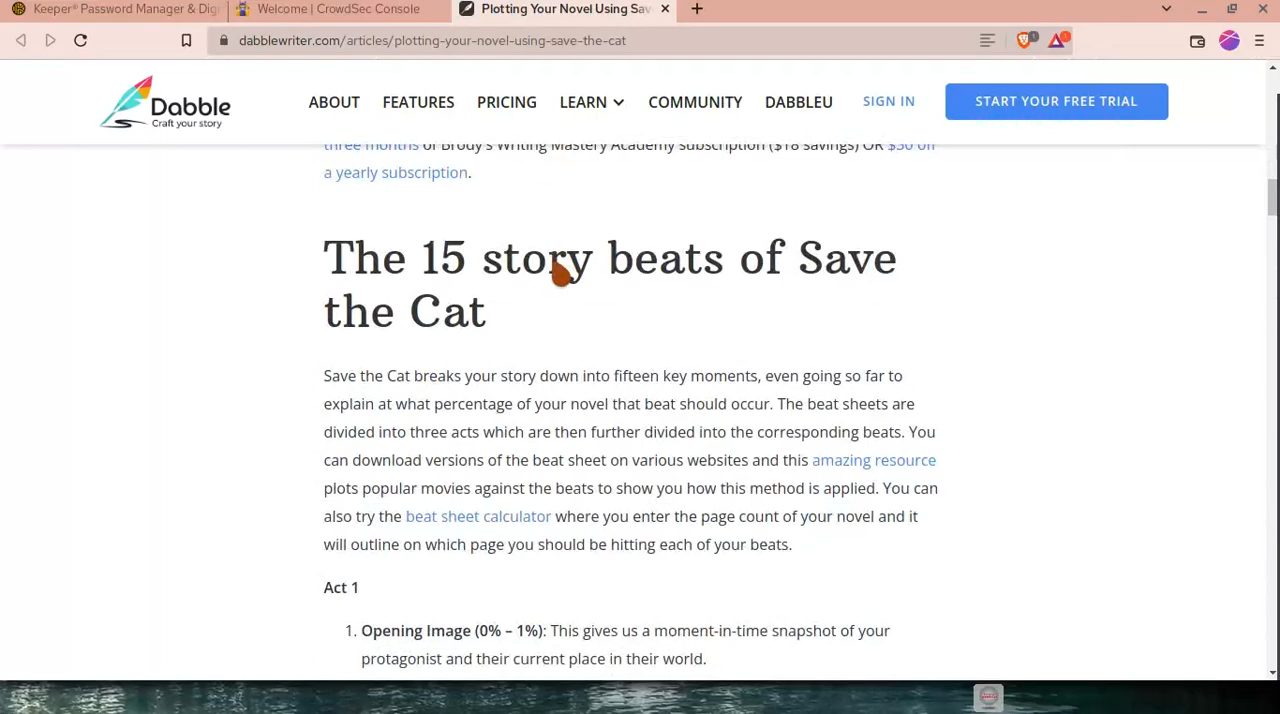 Keeper® Password Manager & Dig
Welcome | CrowdSec Console
Plotting Your Novel Using Sav
dabblewriter.com/articles/plotting-your-novel-using-save-the-cat
1
Dabble
Craft your story
ABOUT FEATURES PRICING LEARN COMMUNITY DABBLEU SIGN IN START YOUR FREE TRIAL
three months of Brody's Writing Mastery Academy subscription ($18 savings) OR $30 off
a yearly subscription.
The 15 story beats of Save
the Cat
Save the Cat breaks your story down into fifteen key moments, even going so far to
explain at what percentage of your novel that beat should occur. The beat sheets are
divided into three acts which are then further divided into the corresponding beats. You
can download versions of the beat sheet on various websites and this amazing resource
plots popular movies against the beats to show you how this method is applied. You can
also try the beat sheet calculator where you enter the page count of your novel and it
will outline on which page you should be hitting each of your beats.
Act 1
1. Opening Image (0% – 1%): This gives us a moment-in-time snapshot of your
protagonist and their current place in their world.